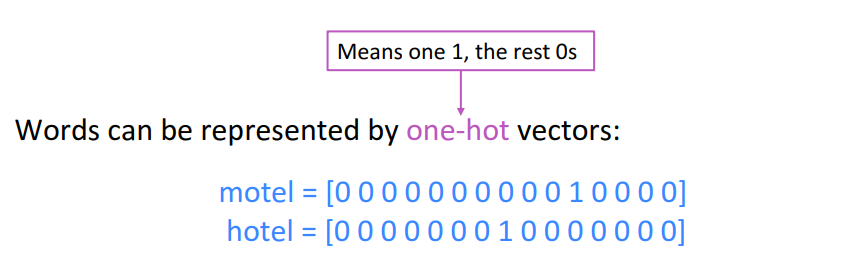 Means one 1, the rest 0s
Words can be represented by one-hot vectors:
motel = [0 0 0 0 0 0 0 0 0 0 1 0 0 0 0]
hotel = [0 0 0 0 0 0 0 1 0 0 0 0 0 0 0]